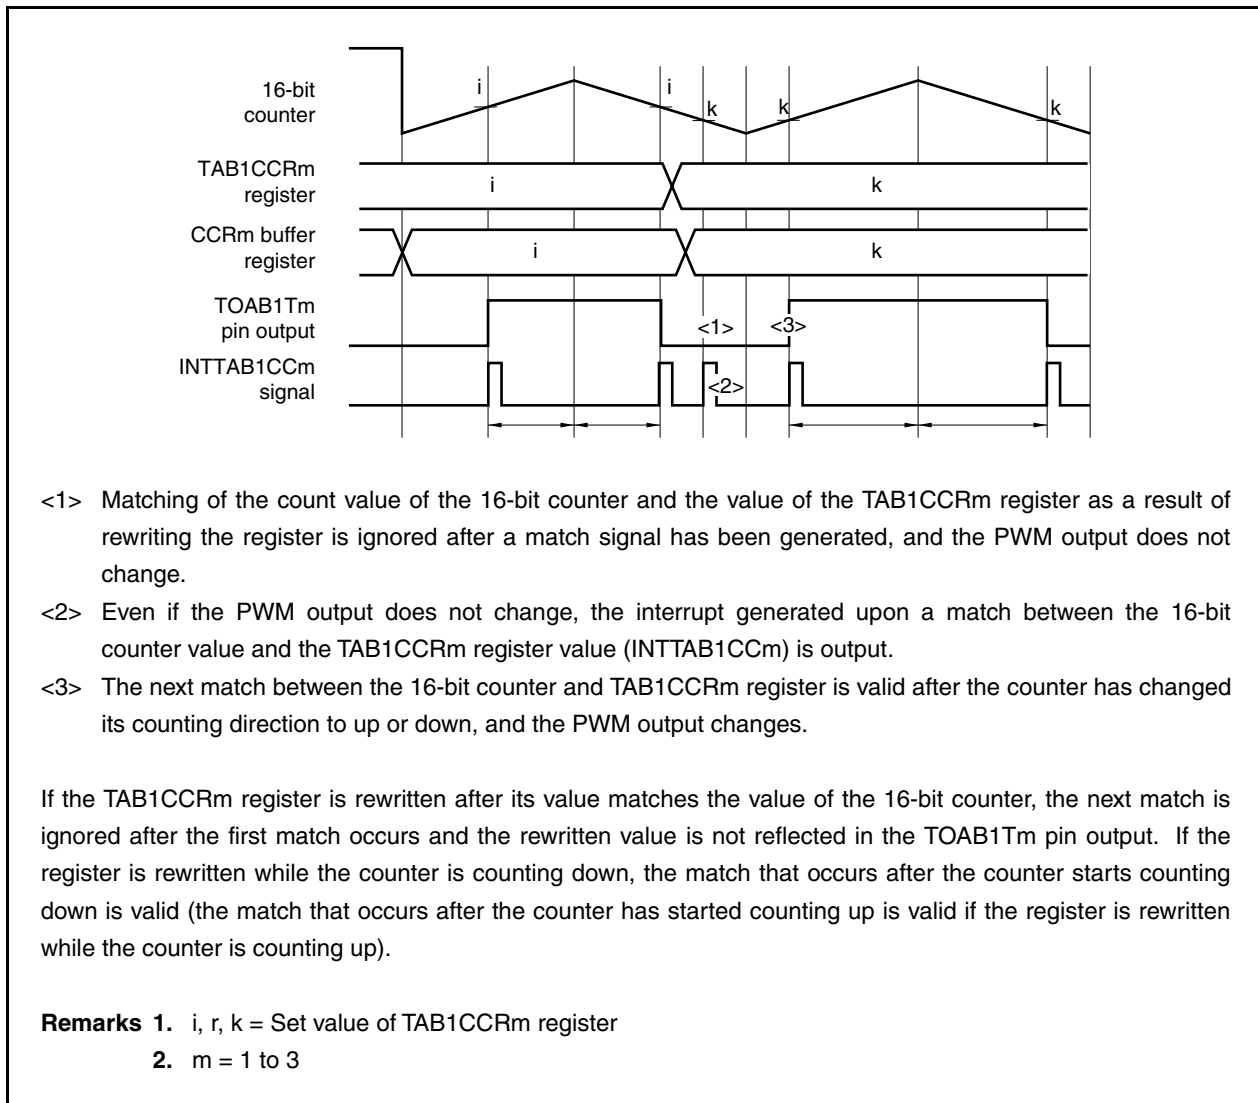 16-bit
counter
i
i
k
k
k
TAB1CCRm
register
i
k
CCRm buffer
register
i
k
TOAB1Tm
pin output
<1>
<3>
INTTAB1CCm
signal
<2>
<1> Matching of the count value of the 16-bit counter and the value of the TAB1CCRm register as a result of
rewriting the register is ignored after a match signal has been generated, and the PWM output does not
change.
<2> Even if the PWM output does not change, the interrupt generated upon a match between the 16-bit
counter value and the TAB1CCRm register value (INTTAB1CCm) is output.
<3> The next match between the 16-bit counter and TAB1CCRm register is valid after the counter has changed
its counting direction to up or down, and the PWM output changes.
If the TAB1CCRm register is rewritten after its value matches the value of the 16-bit counter, the next match is
ignored after the first match occurs and the rewritten value is not reflected in the TOAB1Tm pin output. If the
register is rewritten while the counter is counting down, the match that occurs after the counter starts counting
down is valid (the match that occurs after the counter has started counting up is valid if the register is rewritten
while the counter is counting up).
Remarks 1. i, r, k = Set value of TAB1CCRm register
2. m = 1 to 3